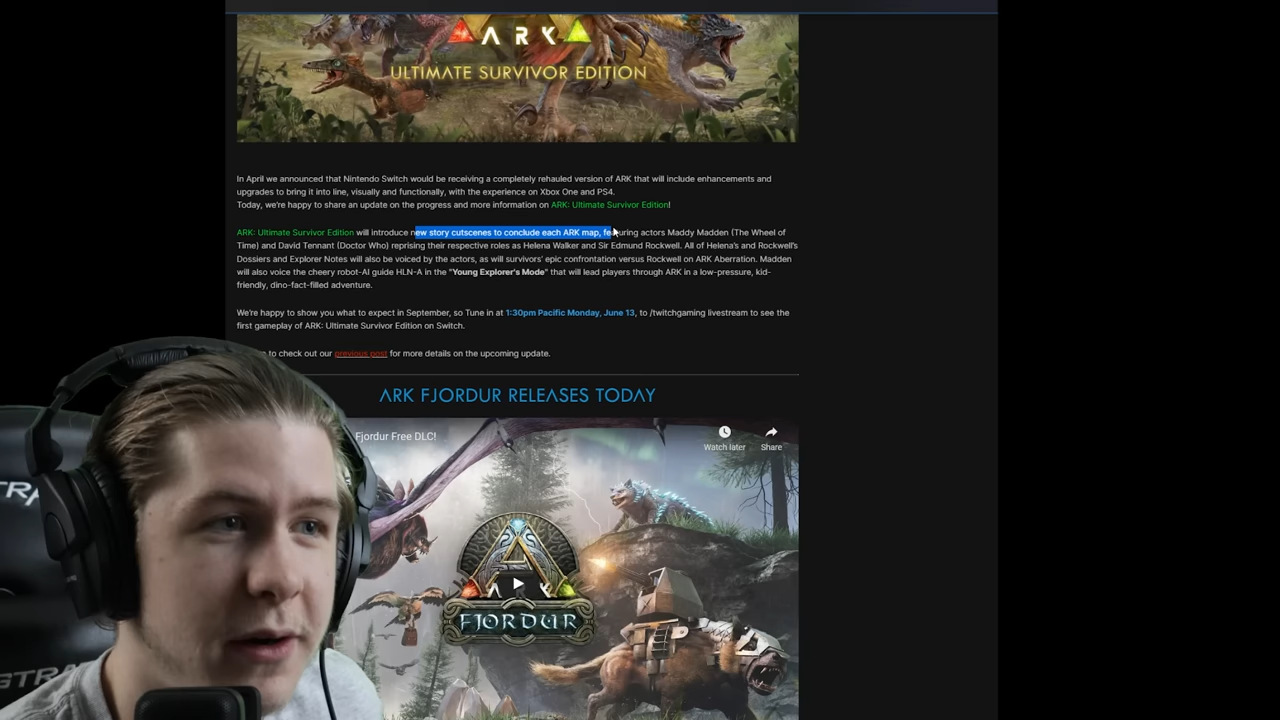 ARK
ULTIMATE SURVIVOR EDITION
In April we announced that Nintendo Switch would be receiving a completely rehauled version of ARK that will include enhancements and
upgrades to bring it into line, visually and functionally, with the experience on Xbox One and PS4.
Today, we're happy to share an update on the progress and more information on ARK: Ultimate Survivor Edition!
ARK: Ultimate Survivor Edition will introduce new story cutscenes to conclude each ARK map, featuring actors Maddy Madden (The Wheel of
Time) and David Tennant (Doctor Who) reprising their respective roles as Helena Walker and Sir Edmund Rockwell. All of Helena's and Rockwell's
Dossiers and Explorer Notes will also be voiced by the actors, as will survivors' epic confrontation versus Rockwell on ARK Aberration. Madden
will also voice the cheery robot-AI guide HLN-A in the "Young Explorer's Mode" that will lead players through ARK in a low-pressure, kid-
friendly, dino-fact-filled adventure.
We're happy to show you what to expect in September, so Tune in at 1:30pm Pacific Monday, June 13, to /twitchgaming livestream to see the
first gameplay of ARK: Ultimate Survivor Edition on Switch.
to check out our previous post for more details on the upcoming update.
ARK FJORDUR RELEASES TODAY
Fjordur Free DLC!
Watch later
Share
FJORDUR